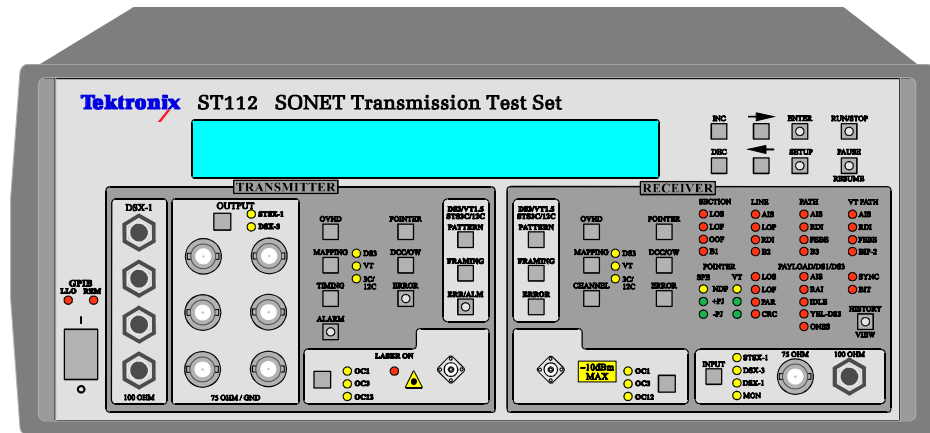 Tektronix ST112 SONET Transmission Test Set
INC
ENTER
RUN/STOP
DEC
SETUP
PAUSE
RESUME
TRANSMITTER
DSX-1
OUTPUT
STSX-1
DSX-3
OVHD
POINTER
DS3/VT1.5
STS3C/12C
PATTERN
MAPPING
DCC/OW
DS3
VT
3C/
12C
FRAMING
TIMING
ERROR
ERR/ALM
ALARM
GPIB
LLO REM
I
O
100 OHM
75 OHM / GND
LASER ON
OC1
OC3
OC12
RECEIVER
DS3/VT1.5
STS3C/12C
PATTERN
FRAMING
ERROR
OVHD
POINTER
MAPPING
DCC/OW
DS3
VT
3C/
12C
CHANNEL
ERROR
SECTION
LOS
LOF
OOF
B1
LINE
AIS
LOP
RDI
B2
PATH
AIS
RDI
FEBE
B3
VT PATH
AIS
RDI
FEBE
BIP-2
POINTER
SPE VT
NDF
+PJ
-PJ
PAYLOAD/DS1/DS3
LOS
LOF
PAR
CRC
AIS
RAI
IDLE
YEL-DS3
ONES
SYNC
BIT
HISTORY
VIEW
-10dBm
MAX
OC1
OC3
OC12
INPUT
STSX-1
DSX-3
DSX-1
MON
75 OHM
100 OHM